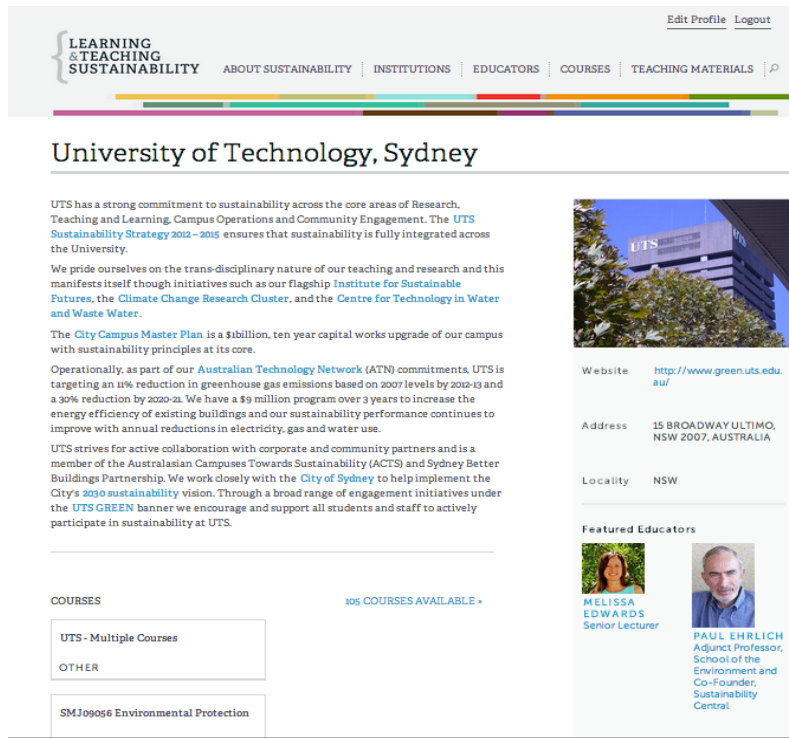 Edit Profile Logout
LEARNING
&TEACHING
SUSTAINABILITY
ABOUT SUSTAINABILITY INSTITUTIONS EDUCATORS COURSES TEACHING MATERIALS
University of Technology, Sydney
UTS has a strong commitment to sustainability across the core areas of Research,
Teaching and Learning, Campus Operations and Community Engagement. The UTS
Sustainability Strategy 2012 – 2015 ensures that sustainability is fully integrated across
the University.
We pride ourselves on the trans-disciplinary nature of our teaching and research and this
manifests itself though initiatives such as our flagship Institute for Sustainable
Futures, the Climate Change Research Cluster, and the Centre for Technology in Water
and Waste Water.
The City Campus Master Plan is a $1billion, ten year capital works upgrade of our campus
with sustainability principles at its core.
Operationally, as part of our Australian Technology Network (ATN) commitments, UTS is
targeting an 11% reduction in greenhouse gas emissions based on 2007 levels by 2012-13 and
a 30% reduction by 2020-21. We have a $9 million program over 3 years to increase the
energy efficiency of existing buildings and our sustainability performance continues to
improve with annual reductions in electricity, gas and water use.
UTS strives for active collaboration with corporate and community partners and is a
member of the Australasian Campuses Towards Sustainability (ACTS) and Sydney Better
Buildings Partnership. We work closely with the City of Sydney to help implement the
City's 2030 sustainability vision. Through a broad range of engagement initiatives under
the UTS GREEN banner we encourage and support all students and staff to actively
participate in sustainability at UTS.
COURSES
105 COURSES AVAILABLE »
UTS - Multiple Courses
OTHER
SMJ09056 Environmental Protection
UTS
UTS
Website http://www.green.uts.edu.
au/
Address 15 BROADWAY ULTIMO,
NSW 2007, AUSTRALIA
Locality NSW
Featured Educators
MELISSA
EDWARDS
Senior Lecturer
PAUL EHRLICH
Adjunct Professor,
School of the
Environment and
Co-Founder,
Sustainability
Central